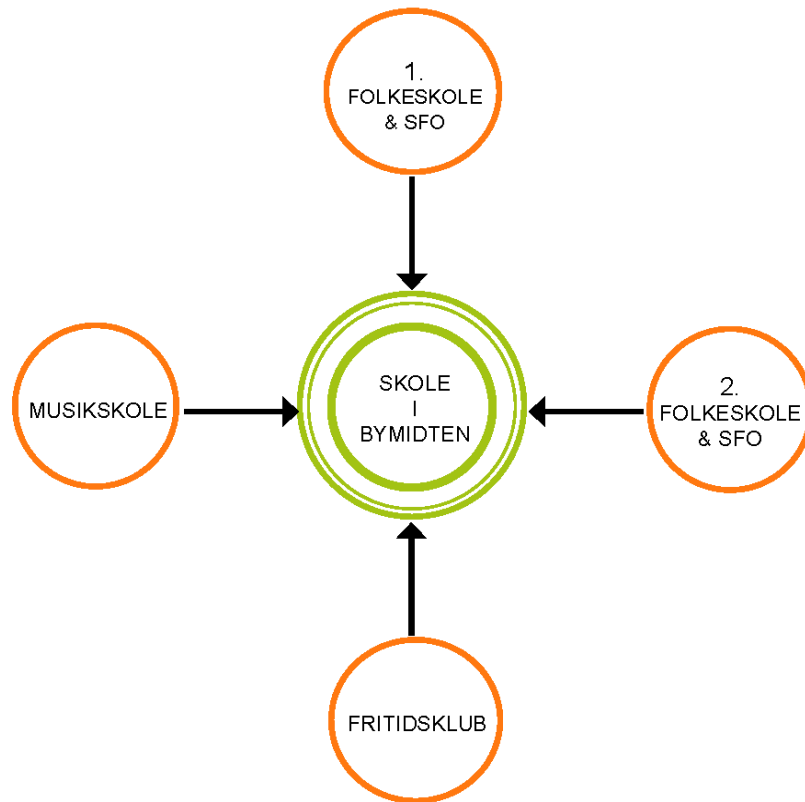 1.
FOLKESKOLE
& SFO
MUSIKSKOLE
SKOLE
I
BYMIDTEN
2.
FOLKESKOLE
& SFO
FRITIDSKLUB